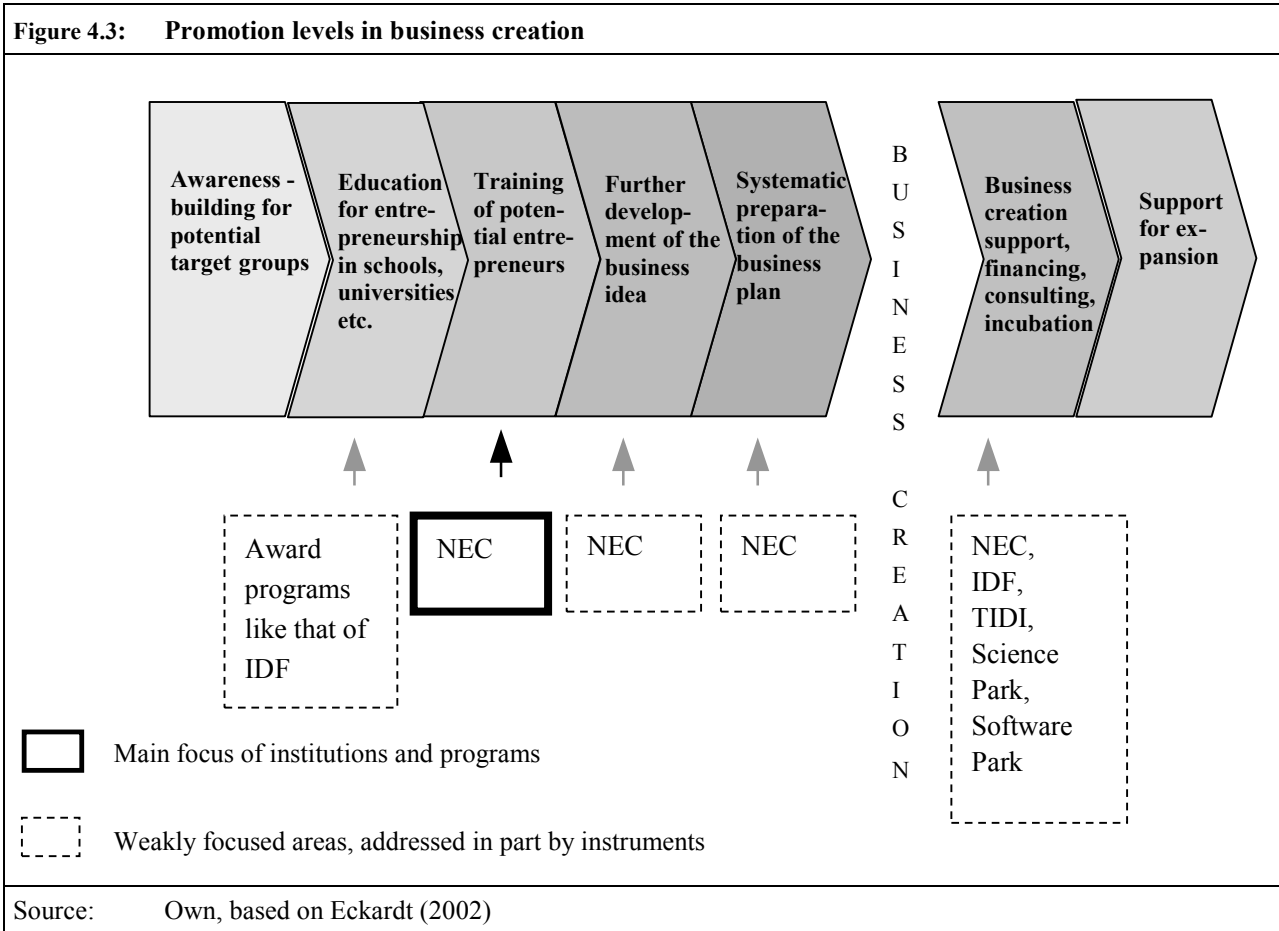 Figure 4.3: Promotion levels in business creation
Awareness -
building for
potential
target groups
Education
for entre-
preneurship
in schools,
universities
etc.
Training
of poten-
tial entre-
preneurs
Further
develop-
ment of the
business
idea
Systematic
prepara-
tion of the
business
plan
B
U
S
I
N
E
S
S
C
R
E
A
T
I
O
N
Business
creation
support,
financing,
consulting,
incubation
Support
for ex-
pansion
Award
programs
like that of
IDF
NEC
NEC
NEC
NEC,
IDF,
TIDI,
Science
Park,
Software
Park
Main focus of institutions and programs
Weakly focused areas, addressed in part by instruments
Source: Own, based on Eckardt (2002)